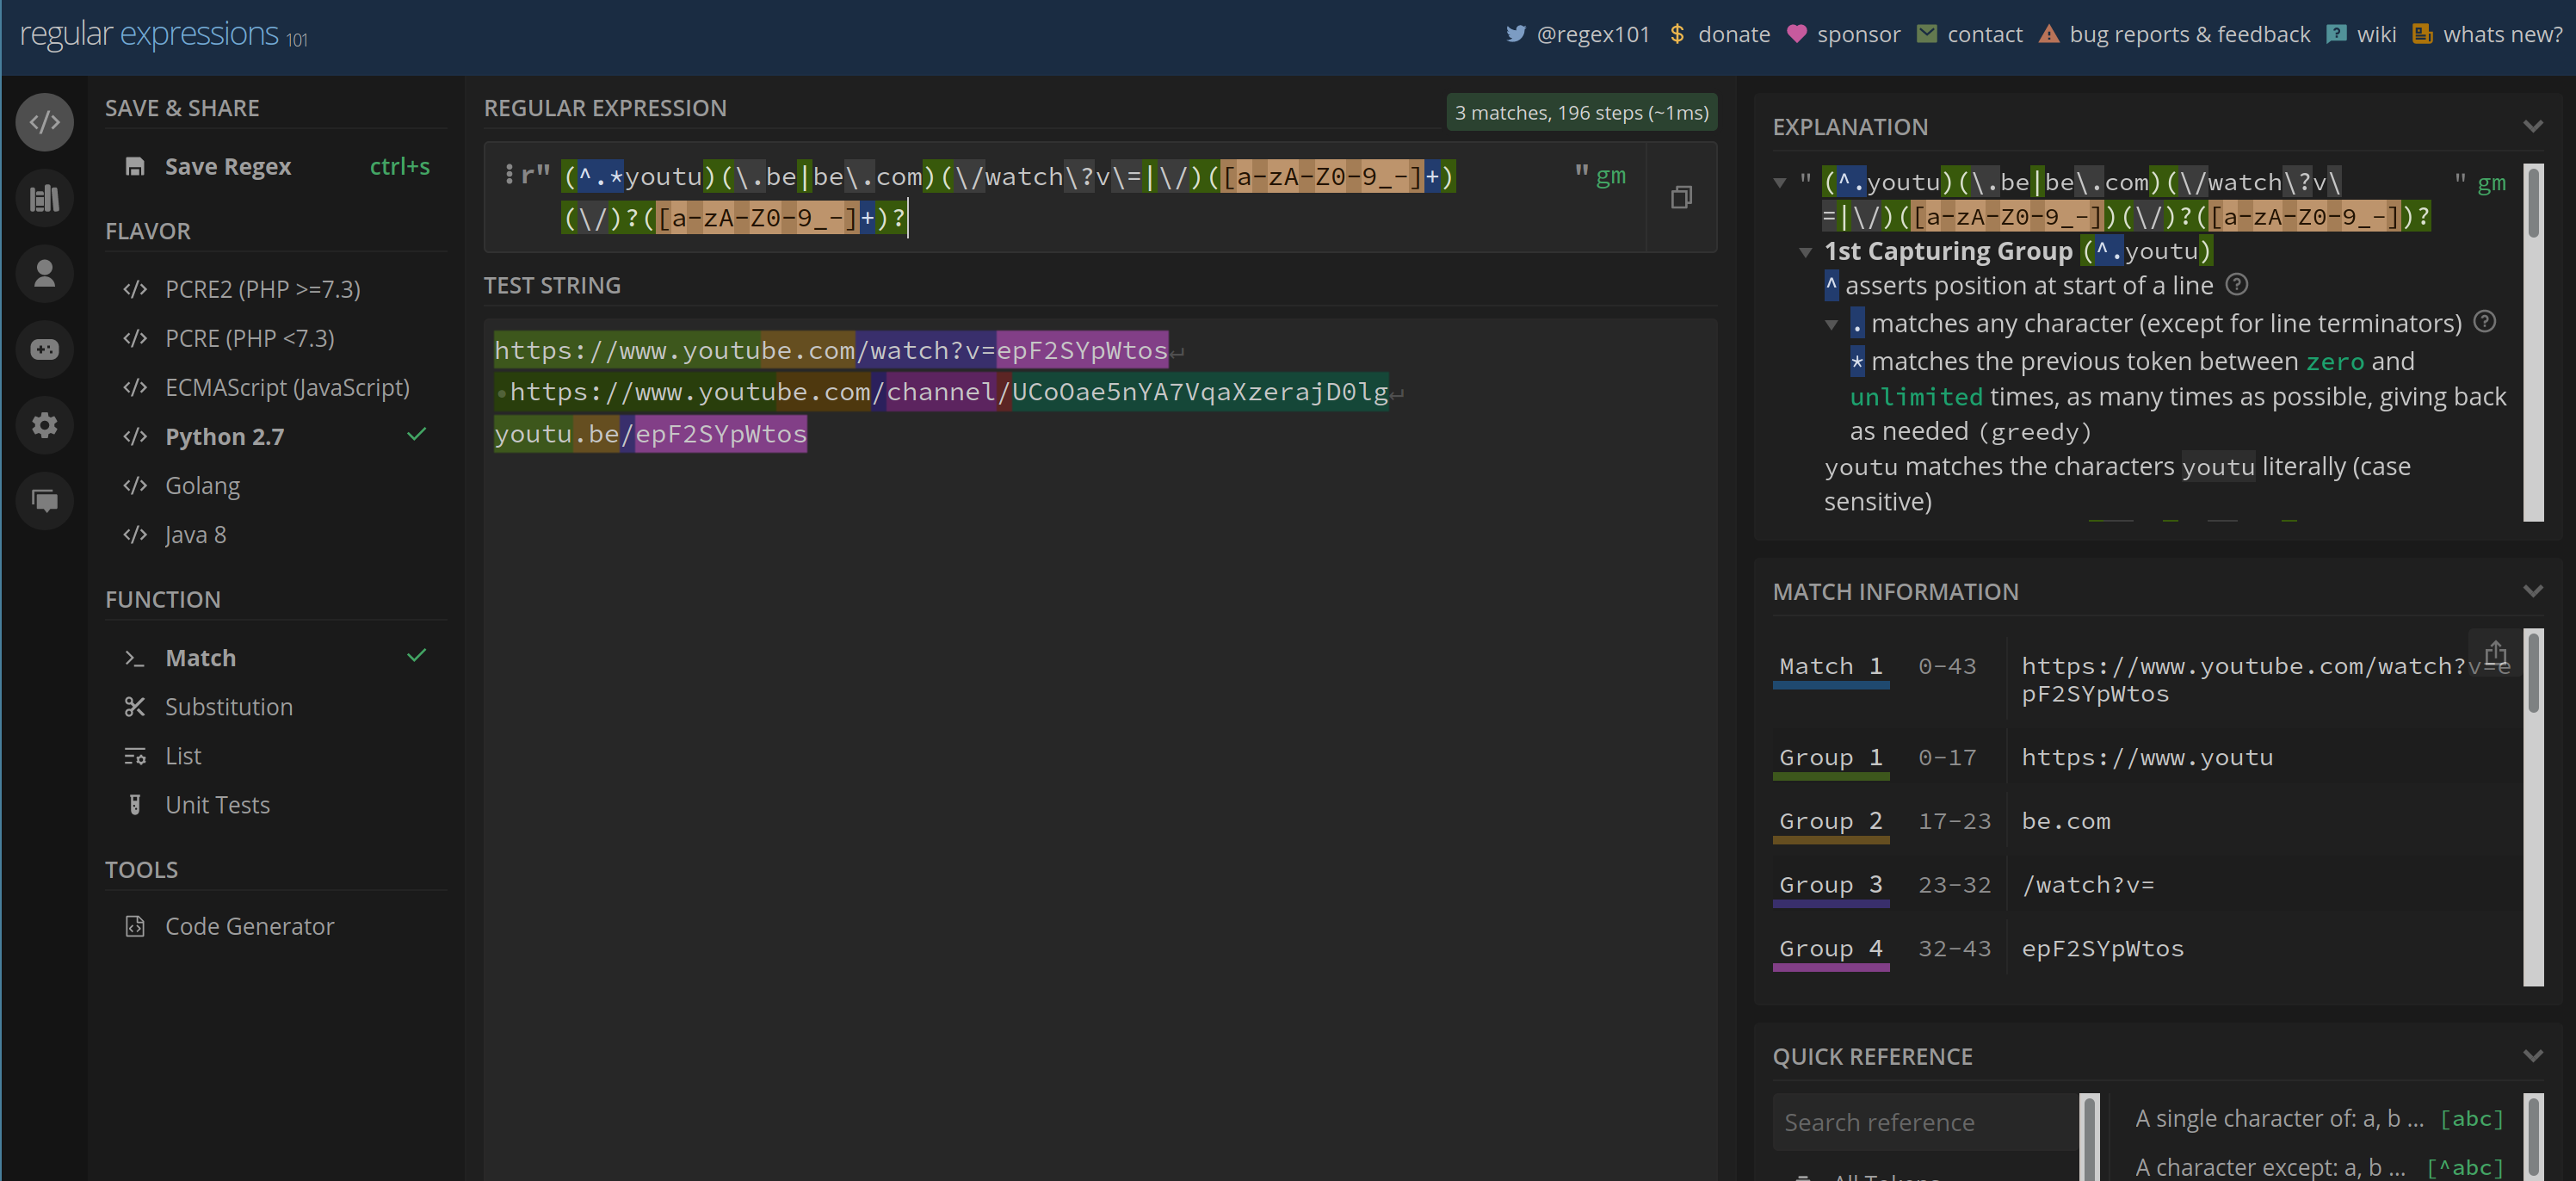 regular expressions 101
@regex101 donate sponsor contact bug reports & feedback wiki whats new?
SAVE & SHARE
Save Regex ctrl+s
FLAVOR
PCRE2 (PHP >=7.3)
PCRE (PHP <7.3)
ECMAScript (JavaScript)
Python 2.7
Golang
Java 8
FUNCTION
Match
Substitution
List
Unit Tests
TOOLS
Code Generator
REGULAR EXPRESSION
3 matches, 196 steps (~1ms)
r" (^.*youtu)(\.be|be\.com)(\/watch\?v\=|\/)([a-zA-Z0-9_-]+) " gm
(\/)?([a-zA-Z0-9_-]+)?
TEST STRING
https://www.youtube.com/watch?v=epF2SYpWtos
https://www.youtube.com/channel/UCoOae5nYA7VqaXzerajD0lg
youtu.be/epF2SYpWtos
EXPLANATION
" (^.youtu)(\.be|be\.com)(\/watch\?v\ " gm
=|\/)([a-zA-Z0-9_-])(\/)?([a-zA-Z0-9_-])?
1st Capturing Group (^.youtu)
^ asserts position at start of a line
. matches any character (except for line terminators)
* matches the previous token between zero and
unlimited times, as many times as possible, giving back
as needed (greedy)
youtu matches the characters youtu literally (case
sensitive)
MATCH INFORMATION
Match 1 0-43 https://www.youtube.com/watch?v=e
pF2SYpWtos
Group 1 0-17 https://www.youtu
Group 2 17-23 be.com
Group 3 23-32 /watch?v=
Group 4 32-43 epF2SYpWtos
QUICK REFERENCE
Search reference
All Tokens
A single character of: a, b ... [abc]
A character except: a, b ... [^abc]